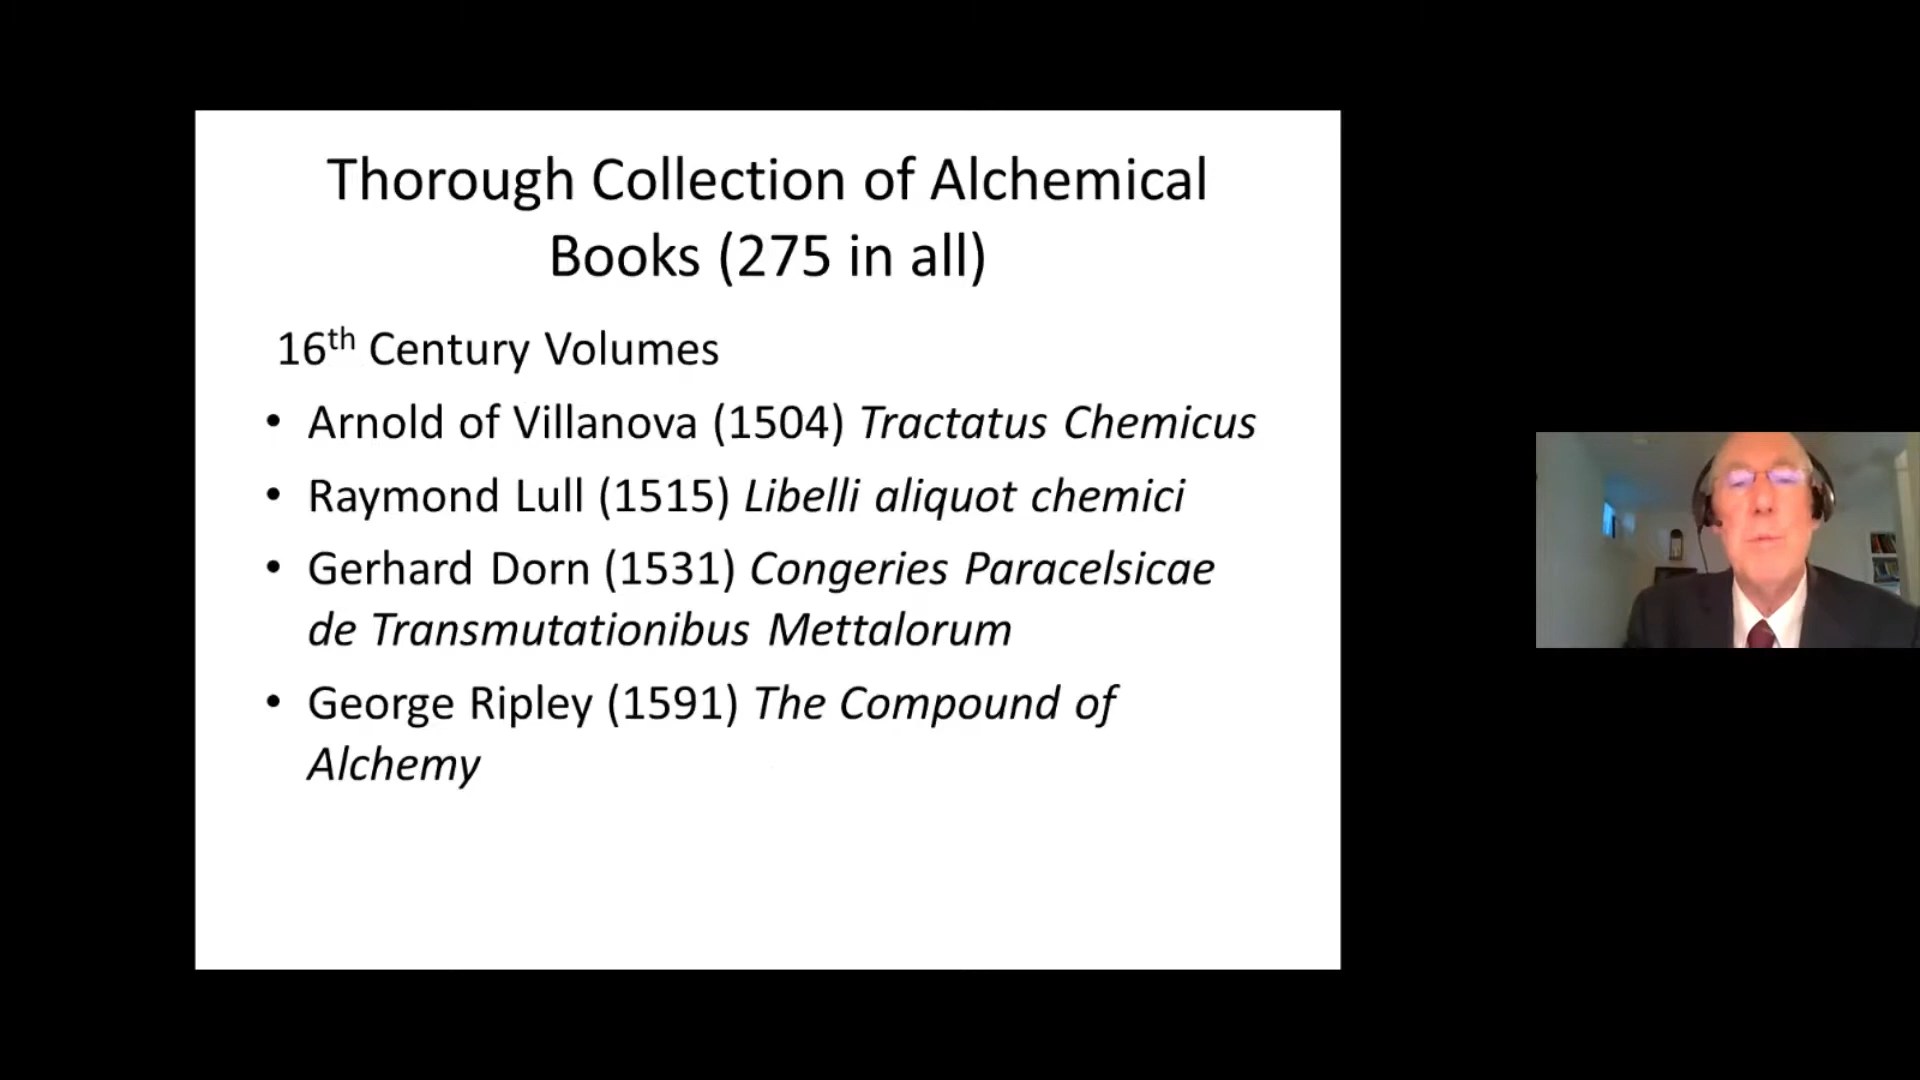 Thorough Collection of Alchemical
Books (275 in all)
16th Century Volumes
• Arnold of Villanova (1504) Tractatus Chemicus
• Raymond Lull (1515) Libelli aliquot chemici
• Gerhard Dorn (1531) Congeries Paracelsicae
de Transmutationibus Mettalorum
• George Ripley (1591) The Compound of
Alchemy